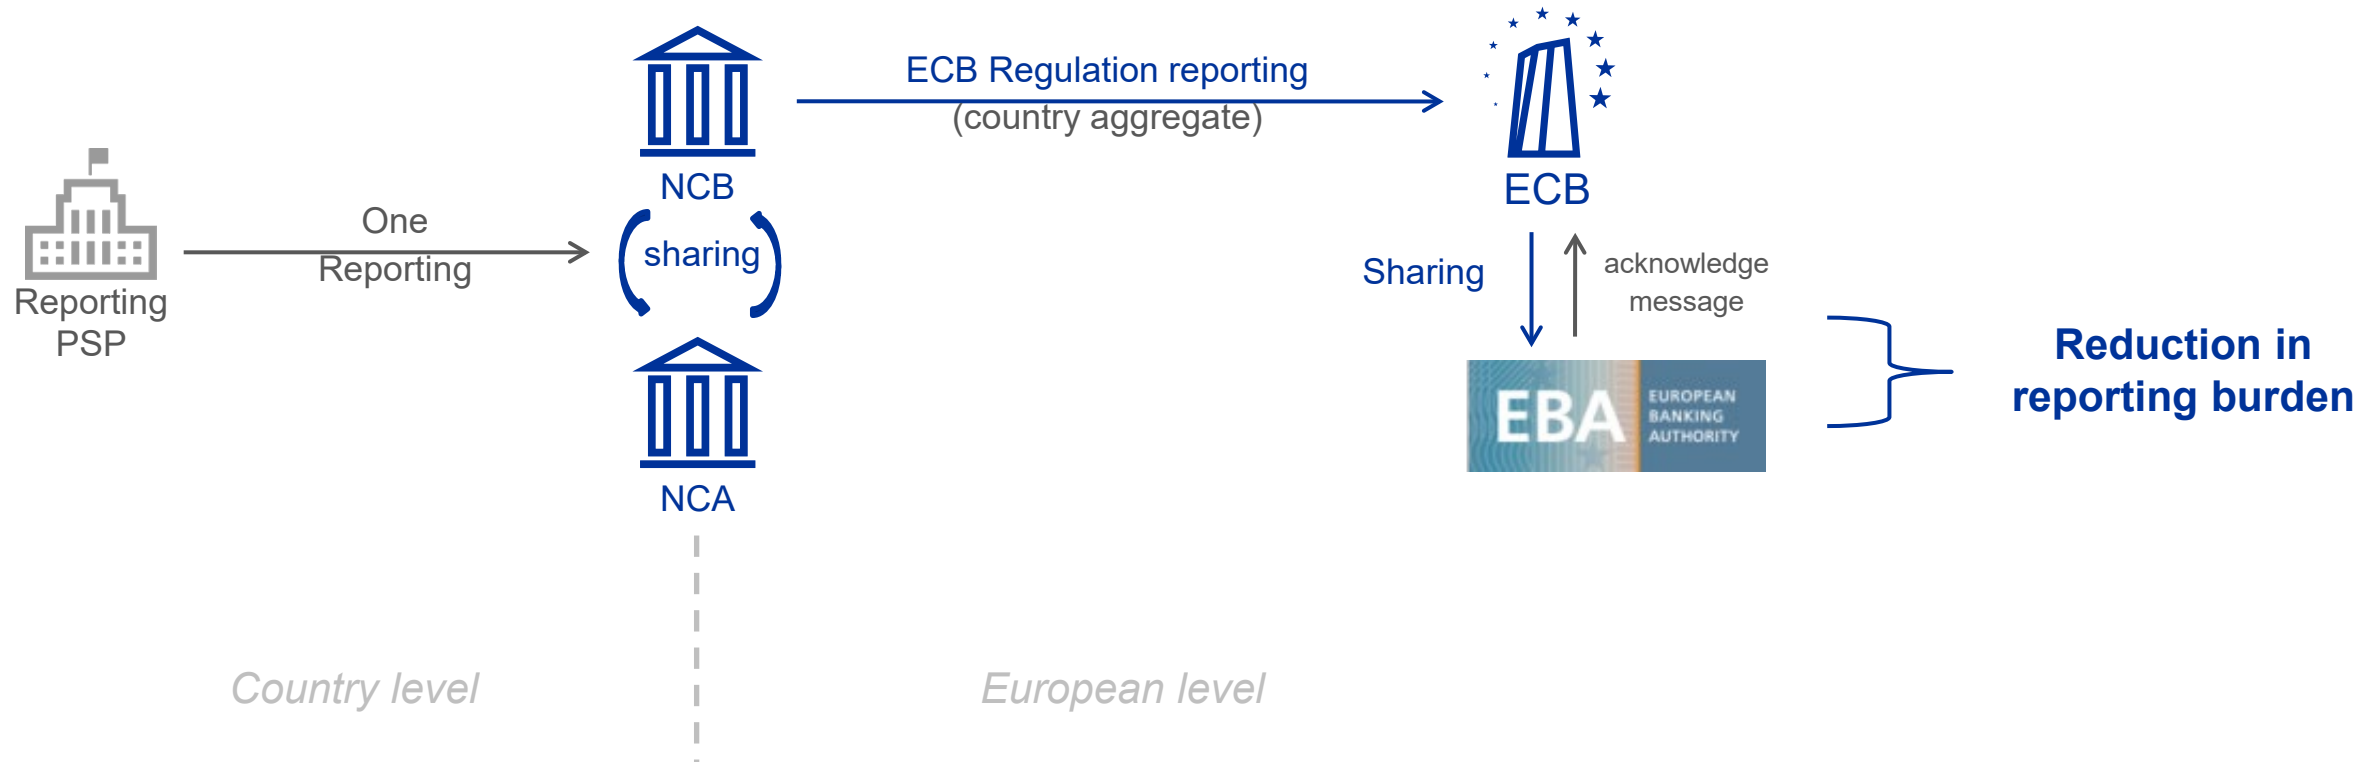 Reporting
PSP
One
Reporting
NCB
sharing
NCA
ECB Regulation reporting
(country aggregate)
ECB
Sharing
acknowledge
message
EBA
EUROPEAN
BANKING
AUTHORITY
Reduction in
reporting burden
Country level
European level